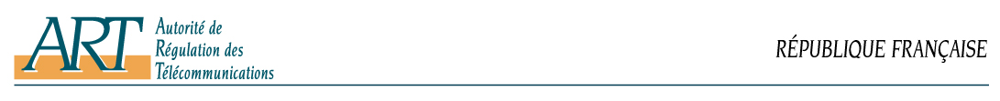 ART
Autorité de
Régulation des
Télécommunications
RÉPUBLIQUE FRANÇAISE